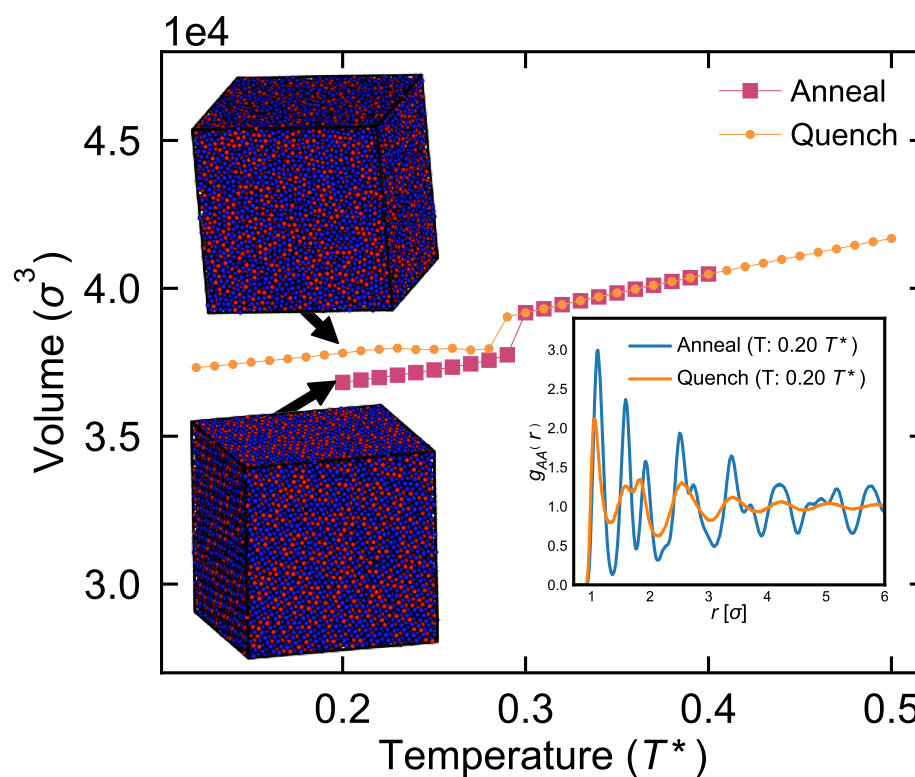 1e4
Anneal
Quench
4.5
4.0
3.5
3.0
Volume (σ³)
0.2
0.3
0.4
0.5
Temperature (T*)
Anneal (T: 0.20 T*)
Quench (T: 0.20 T*)
3.0
2.5
2.0
1.5
1.0
0.5
0.0
g_AA(r)
1
2
3
4
5
6
r [σ]